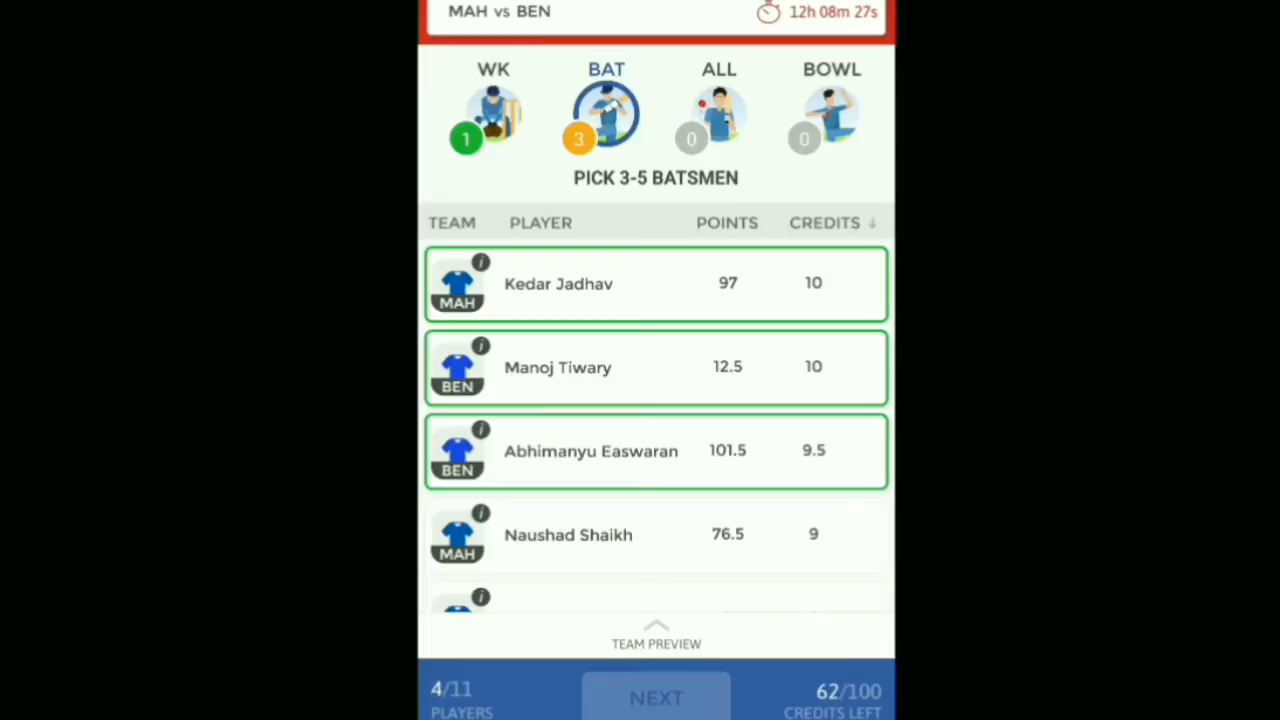 MAH vs BEN 12h 08m 27s
WK BAT ALL BOWL
1 3 0 0
PICK 3-5 BATSMEN
TEAM PLAYER POINTS CREDITS ↓
i
Kedar Jadhav 97 10
MAH
i
Manoj Tiwary 12.5 10
BEN
i
Abhimanyu Easwaran 101.5 9.5
BEN
i
Naushad Shaikh 76.5 9
MAH
i
TEAM PREVIEW
4/11 NEXT 62/100
PLAYERS CREDITS LEFT